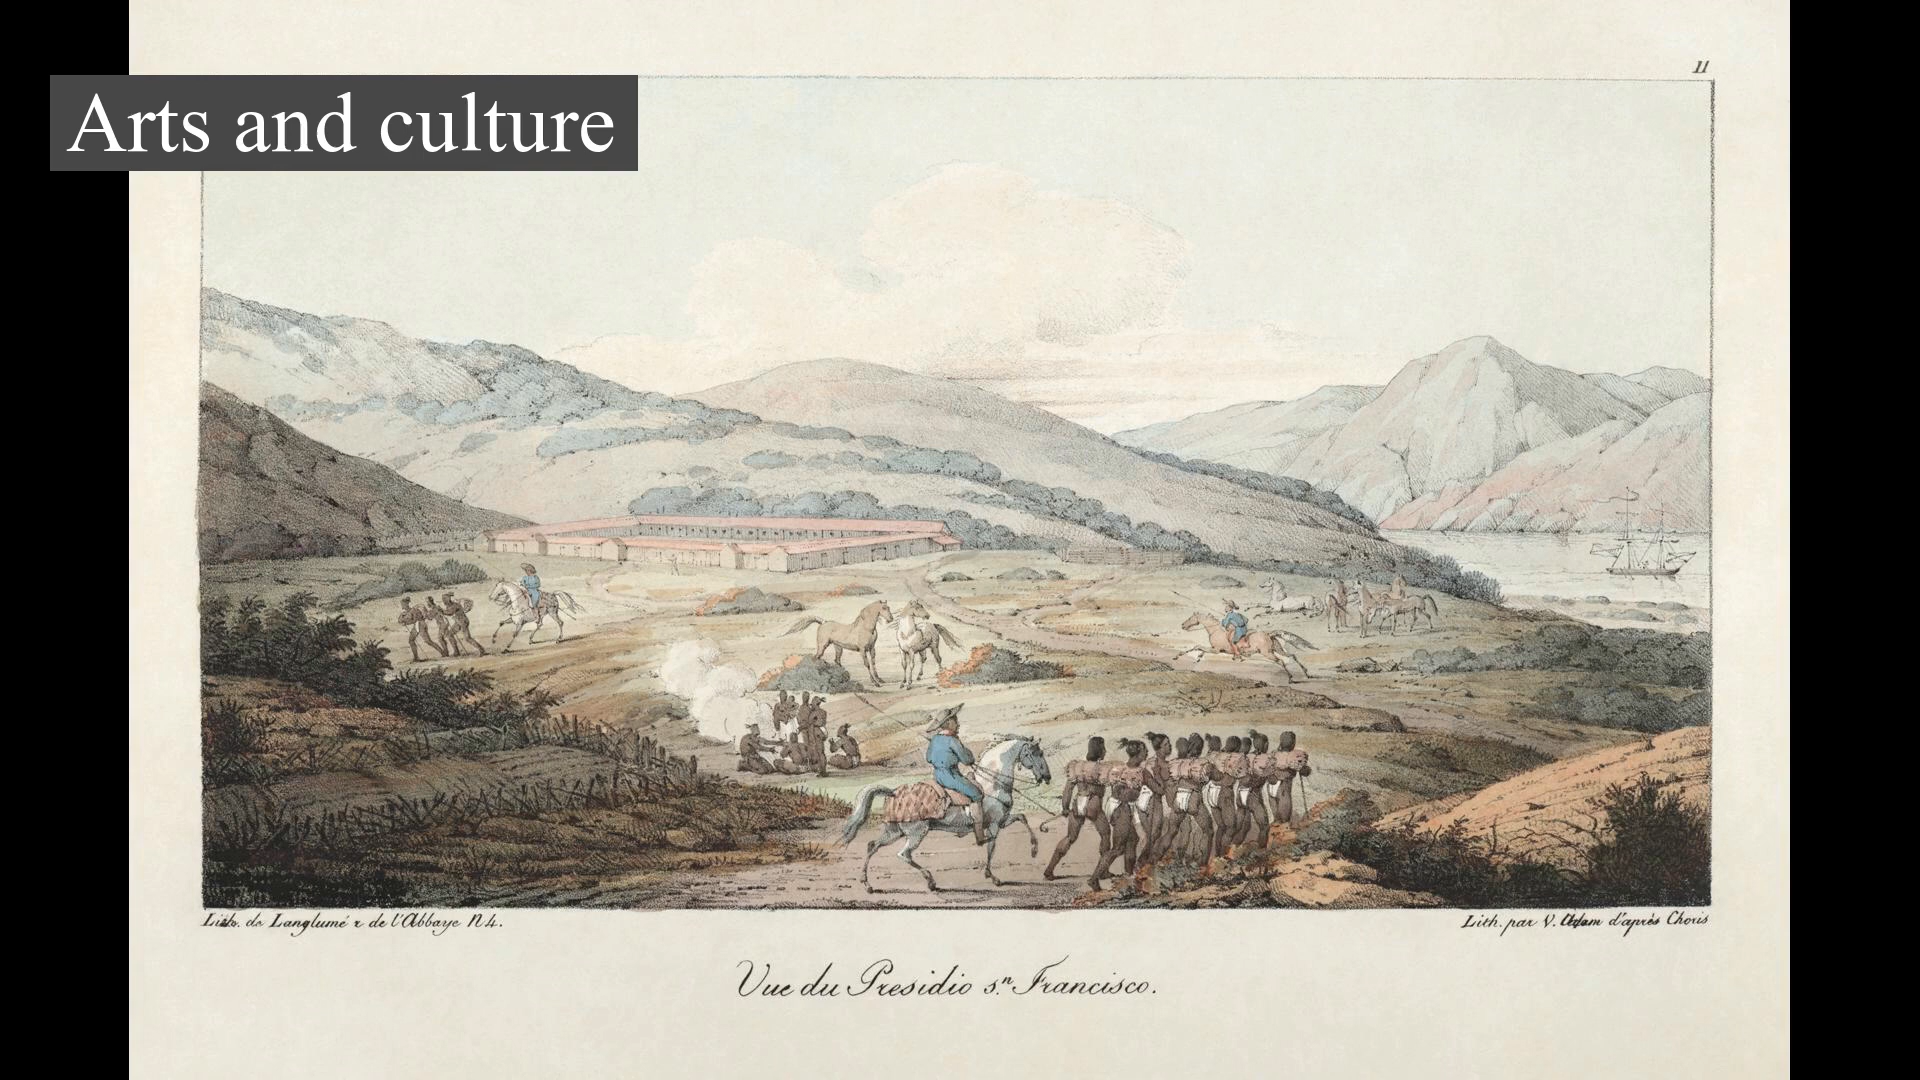 11
Arts and culture
Lith. de Langlumé r. de l'Abbaye N 4.
Lith. par V. Adam d'après Choris
Vue du Presidio sn. Francisco.